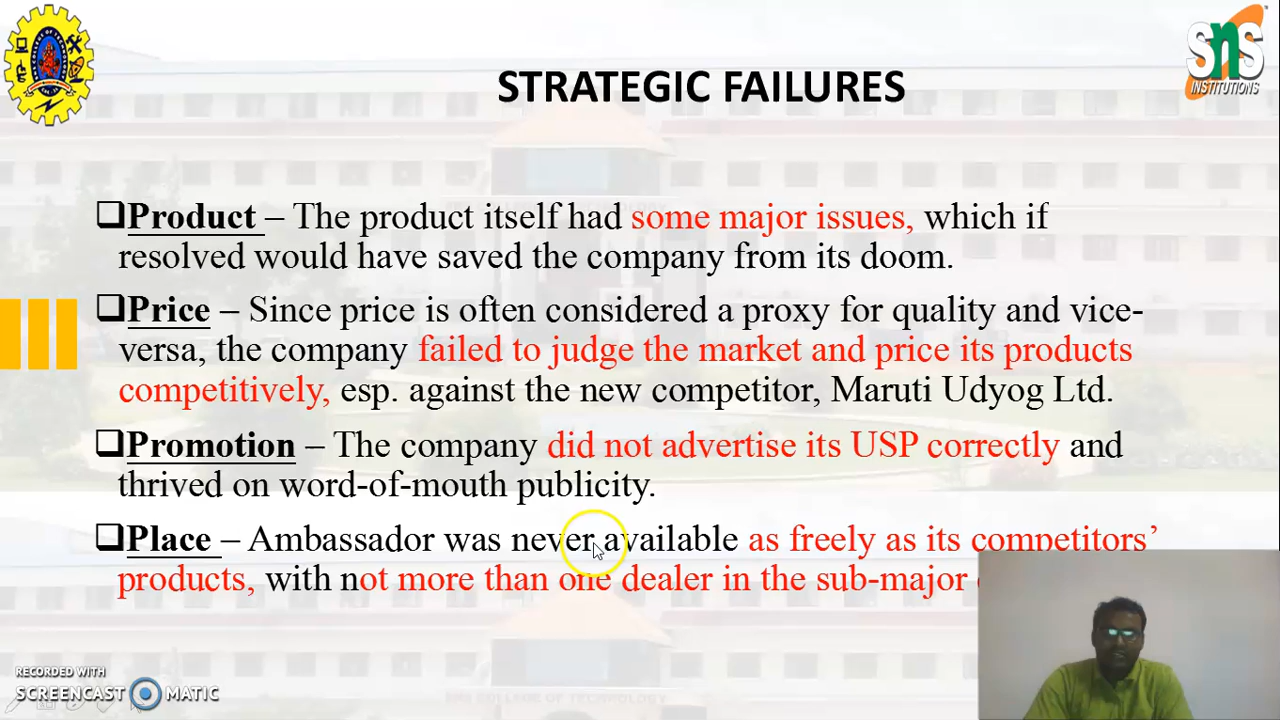 SNS
INSTITUTIONS
STRATEGIC FAILURES
❑Product – The product itself had some major issues, which if
resolved would have saved the company from its doom.
❑Price – Since price is often considered a proxy for quality and vice-
versa, the company failed to judge the market and price its products
competitively, esp. against the new competitor, Maruti Udyog Ltd.
❑Promotion – The company did not advertise its USP correctly and
thrived on word-of-mouth publicity.
❑Place – Ambassador was never available as freely as its competitors’
products, with not more than one dealer in the sub-major
RECORDED WITH
SCREENCAST MATIC